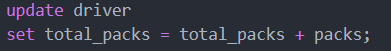 update driver
set total_packs = total_packs + packs;